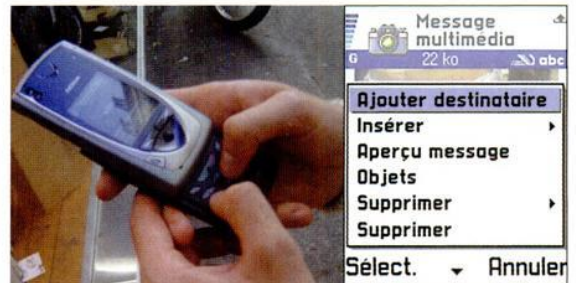 Message
multimédia
G 22 ko abc
Ajouter destinataire
Insérer
Aperçu message
Objets
Supprimer
Supprimer
Sélect. Annuler